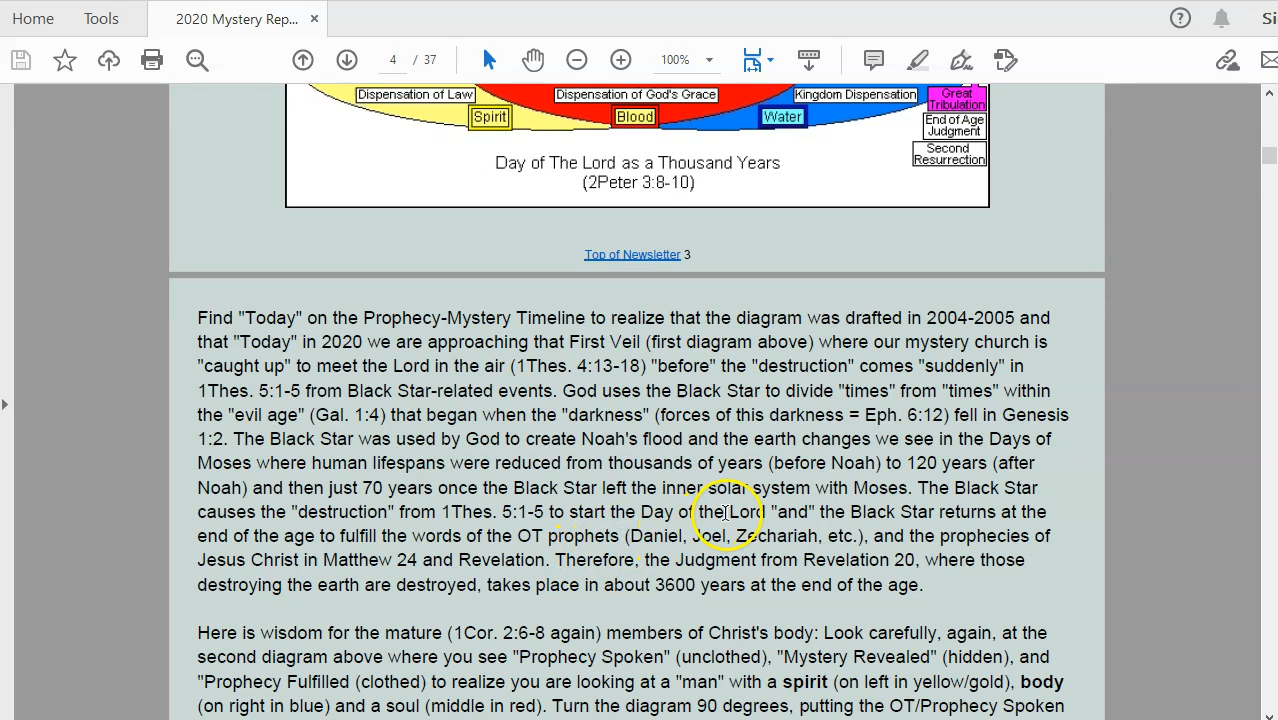 Home Tools 2020 Mystery Rep... × Si
4 / 37 100%
Dispensation of Law Dispensation of God's Grace Kingdom Dispensation Great
Tribulation
Spirit Blood Water End of Age
Judgment
Second
Resurrection
Day of The Lord as a Thousand Years
(2Peter 3:8-10)
Top of Newsletter 3
Find "Today" on the Prophecy-Mystery Timeline to realize that the diagram was drafted in 2004-2005 and
that "Today" in 2020 we are approaching that First Veil (first diagram above) where our mystery church is
"caught up" to meet the Lord in the air (1Thes. 4:13-18) "before" the "destruction" comes "suddenly" in
1Thes. 5:1-5 from Black Star-related events. God uses the Black Star to divide "times" from "times" within
the "evil age" (Gal. 1:4) that began when the "darkness" (forces of this darkness = Eph. 6:12) fell in Genesis
1:2. The Black Star was used by God to create Noah's flood and the earth changes we see in the Days of
Moses where human lifespans were reduced from thousands of years (before Noah) to 120 years (after
Noah) and then just 70 years once the Black Star left the inner solar system with Moses. The Black Star
causes the "destruction" from 1Thes. 5:1-5 to start the Day of the Lord "and" the Black Star returns at the
end of the age to fulfill the words of the OT prophets (Daniel, Joel, Zechariah, etc.), and the prophecies of
Jesus Christ in Matthew 24 and Revelation. Therefore, the Judgment from Revelation 20, where those
destroying the earth are destroyed, takes place in about 3600 years at the end of the age.
Here is wisdom for the mature (1Cor. 2:6-8 again) members of Christ's body: Look carefully, again, at the
second diagram above where you see "Prophecy Spoken" (unclothed), "Mystery Revealed" (hidden), and
"Prophecy Fulfilled (clothed) to realize you are looking at a "man" with a spirit (on left in yellow/gold), body
(on right in blue) and a soul (middle in red). Turn the diagram 90 degrees, putting the OT/Prophecy Spoken